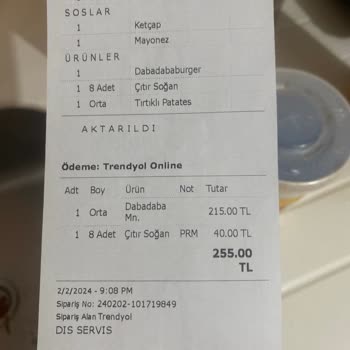 SOSLAR
1 Ketçap
1 Mayonez
ÜRÜNLER
1 Dabadababurger
1 8 Adet Çıtır Soğan
1 Orta Tırtıklı Patates
AKTARILDI
Ödeme: Trendyol Online
Adt Boy Ürün Not Tutar
1 Orta Dabadaba Mn. 215.00 TL
1 8 Adet Çıtır Soğan PRM 40.00 TL
255.00
TL
2/2/2024 - 9:08 PM
Sipariş No: 240202-101719849
Sipariş Alan Trendyol
DIS SERVIS